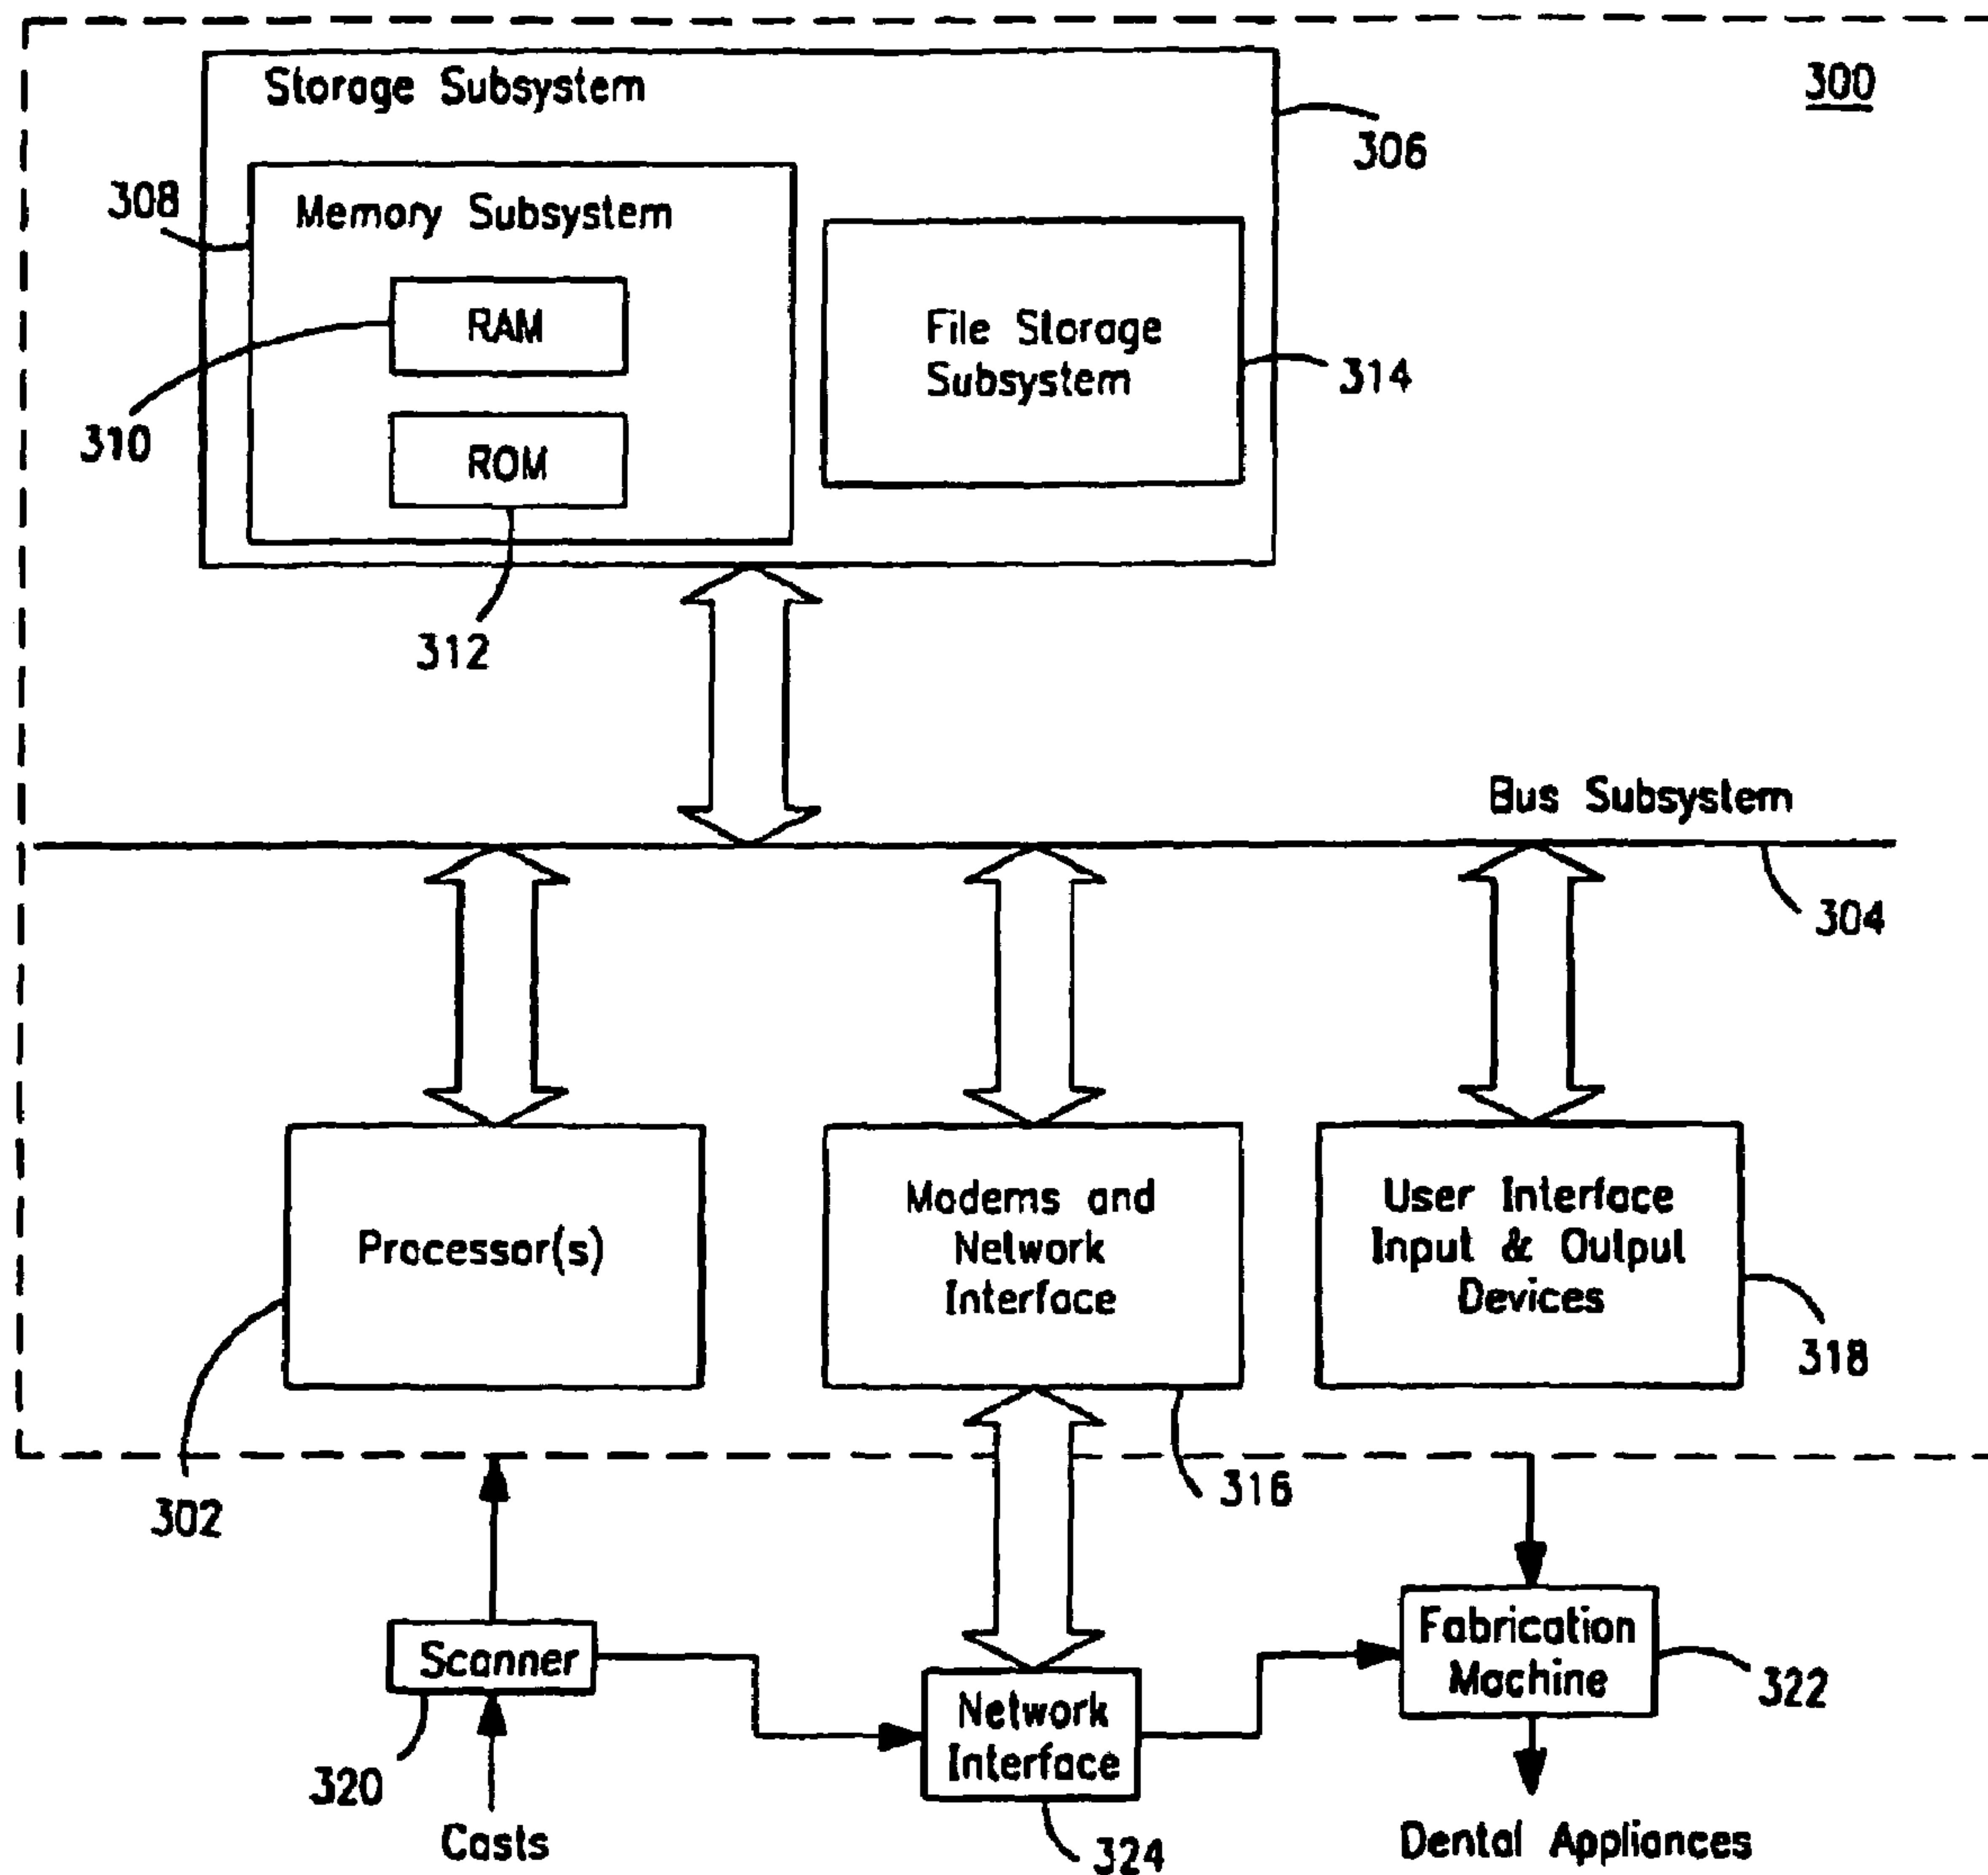 Storage Subsystem
300
306
308
Memory Subsystem
RAM
File Storage
Subsystem
314
310
ROM
312
Bus Subsystem
304
Processor(s)
Modems and
Network
Interface
User Interface
Input & Output
Devices
318
302
316
Scanner
Fabrication
Machine
322
320
Network
Interface
324
Casts
Dental Appliances